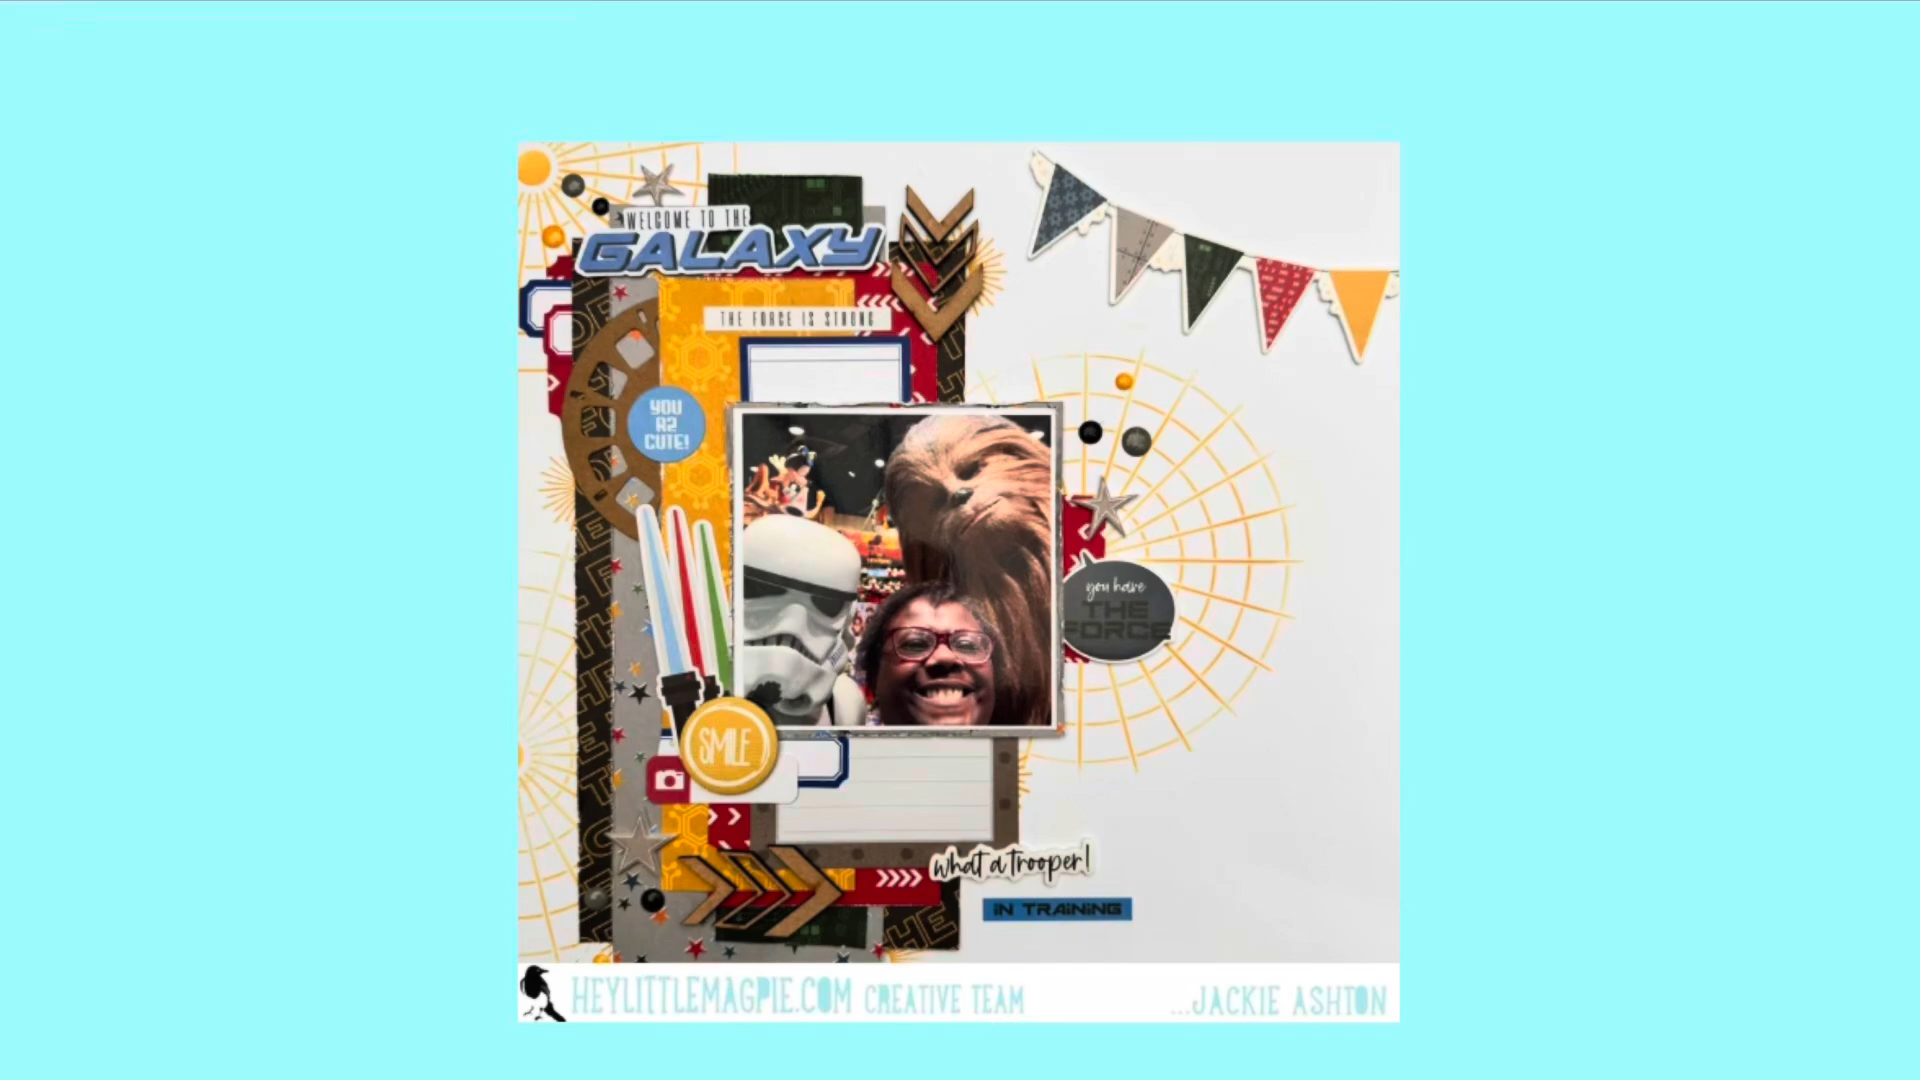 WELCOME TO THE
GALAXY
THE FORCE IS STRONG
YOU
R2
CUTE!
you have
THE
FORCE
SMILE
what a trooper!
IN TRAINING
HEYLITTLEMAGPIE.COM CREATIVE TEAM
...JACKIE ASHTON